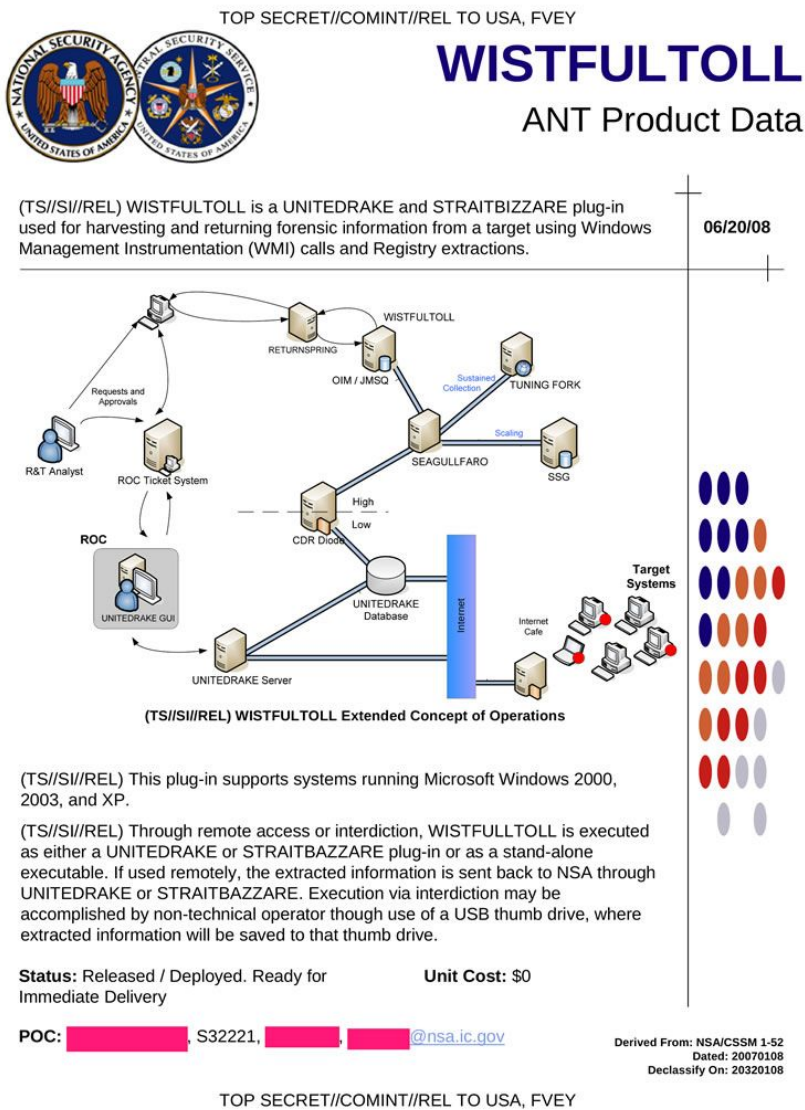 TOP SECRET//COMINT//REL TO USA, FVEY
NATIONAL SECURITY AGENCY
UNITED STATES OF AMERICA
CENTRAL SECURITY SERVICE
UNITED STATES OF AMERICA
WISTFULTOLL
ANT Product Data
(TS//SI//REL) WISTFULTOLL is a UNITEDRAKE and STRAITBIZZARE plug-in
used for harvesting and returning forensic information from a target using Windows
Management Instrumentation (WMI) calls and Registry extractions.
06/20/08
WISTFULTOLL
RETURNSPRING
OIM / JMSQ
Sustained
Collection
TUNING FORK
Requests and
Approvals
Scaling
R&T Analyst
ROC Ticket System
SEAGULLFARO
SSG
High
Low
CDR Diode
ROC
UNITEDRAKE GUI
UNITEDRAKE
Database
Internet
Target
Systems
Internet
Cafe
UNITEDRAKE Server
(TS//SI//REL) WISTFULTOLL Extended Concept of Operations
(TS//SI//REL) This plug-in supports systems running Microsoft Windows 2000,
2003, and XP.
(TS//SI//REL) Through remote access or interdiction, WISTFULLTOLL is executed
as either a UNITEDRAKE or STRAITBAZZARE plug-in or as a stand-alone
executable. If used remotely, the extracted information is sent back to NSA through
UNITEDRAKE or STRAITBAZZARE. Execution via interdiction may be
accomplished by non-technical operator though use of a USB thumb drive, where
extracted information will be saved to that thumb drive.
Status: Released / Deployed. Ready for
Immediate Delivery
Unit Cost: $0
POC: , S32221, , @nsa.ic.gov
Derived From: NSA/CSSM 1-52
Dated: 20070108
Declassify On: 20320108
TOP SECRET//COMINT//REL TO USA, FVEY